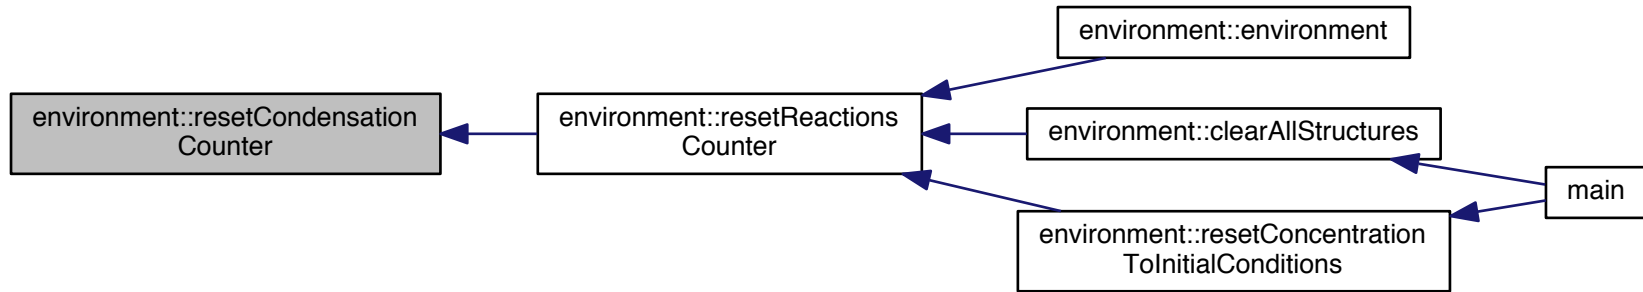 environment::resetCondensation
Counter
environment::resetReactions
Counter
environment::environment
environment::clearAllStructures
environment::resetConcentration
ToInitialConditions
main